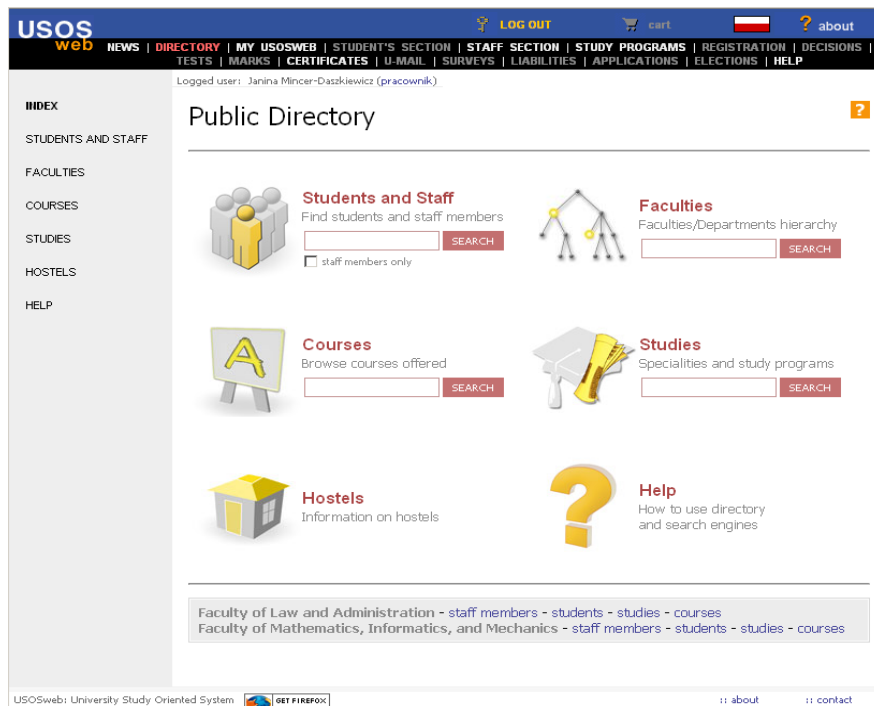 USOS
web
LOG OUT
cart
? about
NEWS | DIRECTORY | MY USOSWEB | STUDENT'S SECTION | STAFF SECTION | STUDY PROGRAMS | REGISTRATION | DECISIONS |
TESTS | MARKS | CERTIFICATES | U-MAIL | SURVEYS | LIABILITIES | APPLICATIONS | ELECTIONS | HELP
Logged user: Janina Mincer-Daszkiewicz (pracownik)
INDEX
STUDENTS AND STAFF
FACULTIES
COURSES
STUDIES
HOSTELS
HELP
Public Directory
?
Students and Staff
Find students and staff members
SEARCH
staff members only
Faculties
Faculties/Departments hierarchy
SEARCH
A
Courses
Browse courses offered
SEARCH
Studies
Specialities and study programs
SEARCH
Hostels
Information on hostels
?
Help
How to use directory
and search engines
Faculty of Law and Administration - staff members - students - studies - courses
Faculty of Mathematics, Informatics, and Mechanics - staff members - students - studies - courses
USOSweb: University Study Oriented System
GET FIREFOX
:: about
:: contact